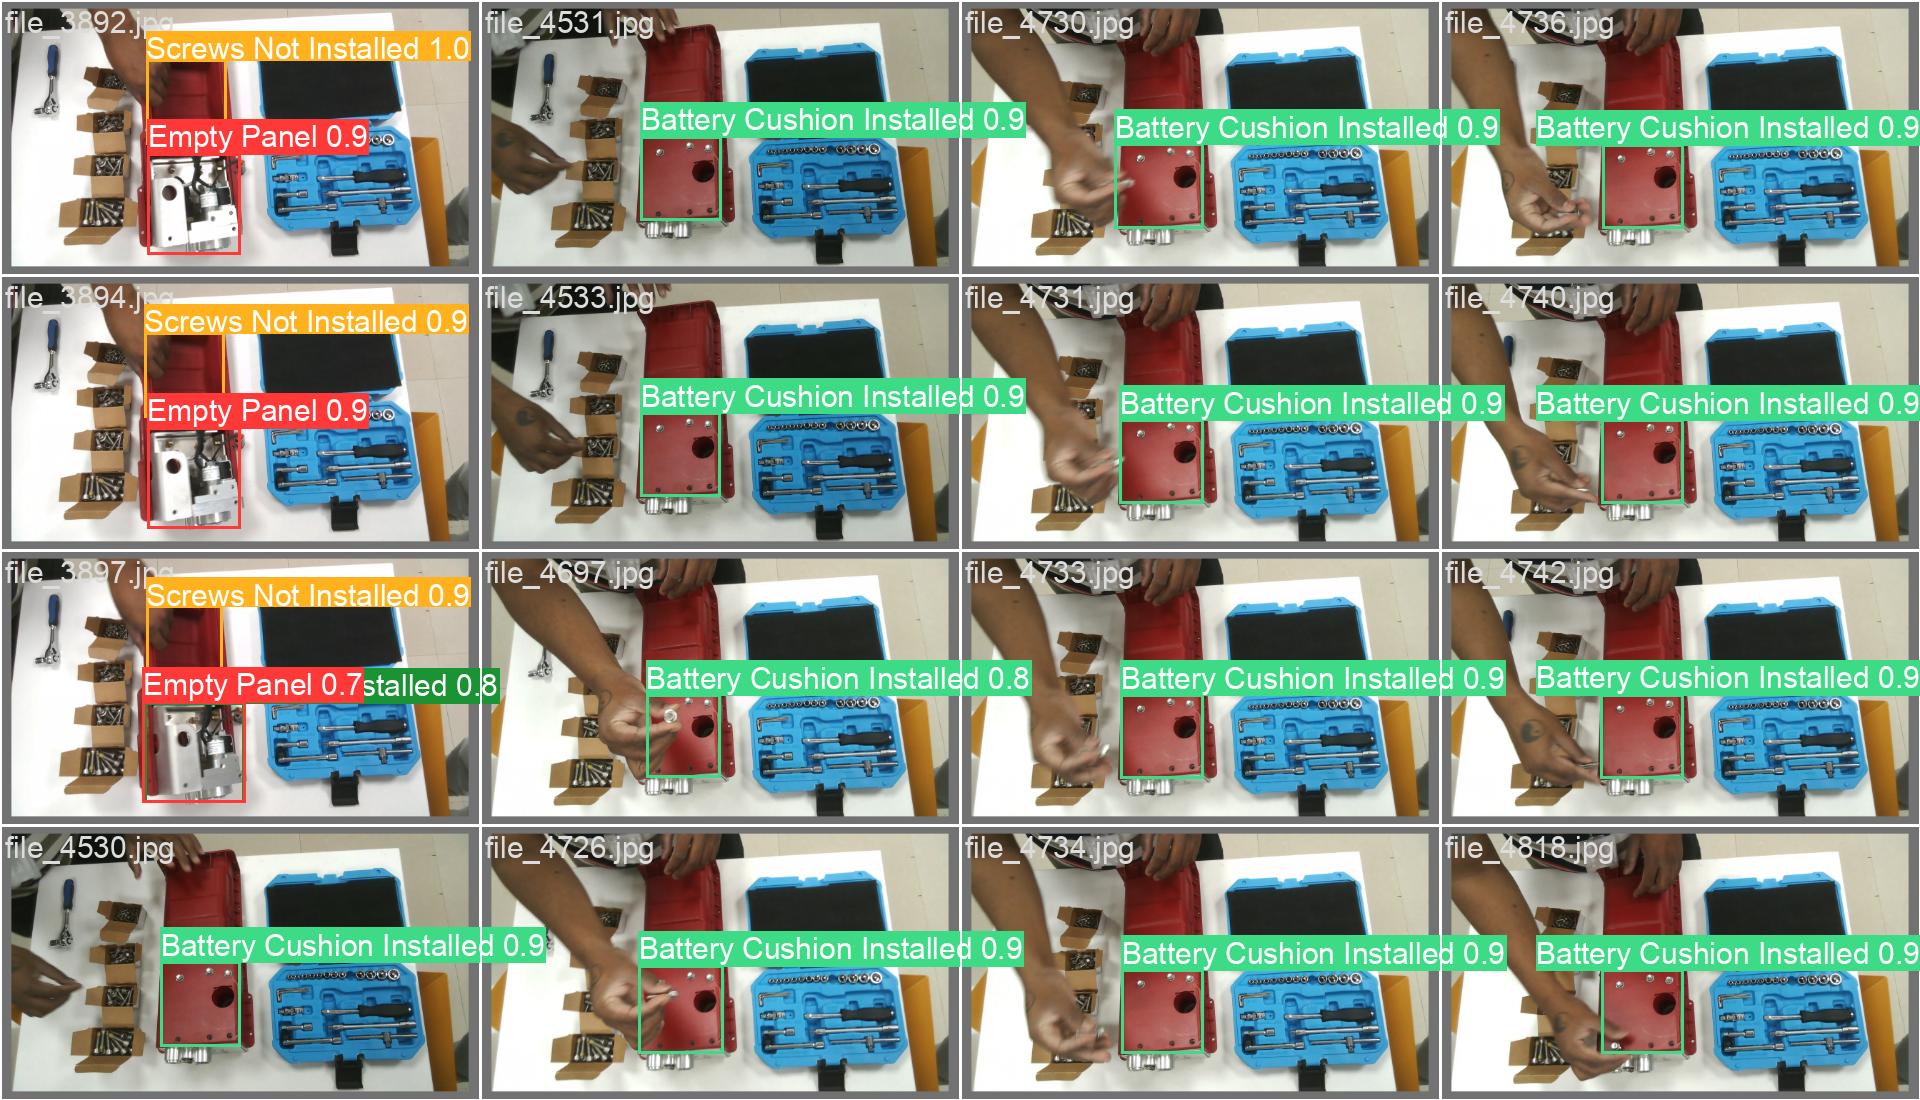 file_3892.jpg
Screws Not Installed 1.0
Empty Panel 0.9
file_4531.jpg
Battery Cushion Installed 0.9
file_4730.jpg
Battery Cushion Installed 0.9
file_4736.jpg
Battery Cushion Installed 0.9
file_3894.jpg
Screws Not Installed 0.9
Empty Panel 0.9
file_4533.jpg
Battery Cushion Installed 0.9
file_4731.jpg
Battery Cushion Installed 0.9
file_4740.jpg
Battery Cushion Installed 0.9
file_3897.jpg
Screws Not Installed 0.9
Empty Panel 0.7
stalled 0.8
file_4697.jpg
Battery Cushion Installed 0.8
file_4733.jpg
Battery Cushion Installed 0.9
file_4742.jpg
Battery Cushion Installed 0.9
file_4530.jpg
Battery Cushion Installed 0.9
file_4726.jpg
Battery Cushion Installed 0.9
file_4734.jpg
Battery Cushion Installed 0.9
file_4818.jpg
Battery Cushion Installed 0.9